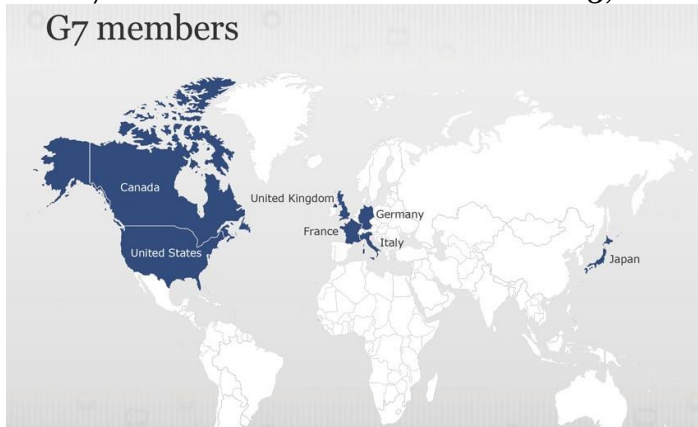 G7 members
Canada
United Kingdom
Germany
France
Italy
United States
Japan